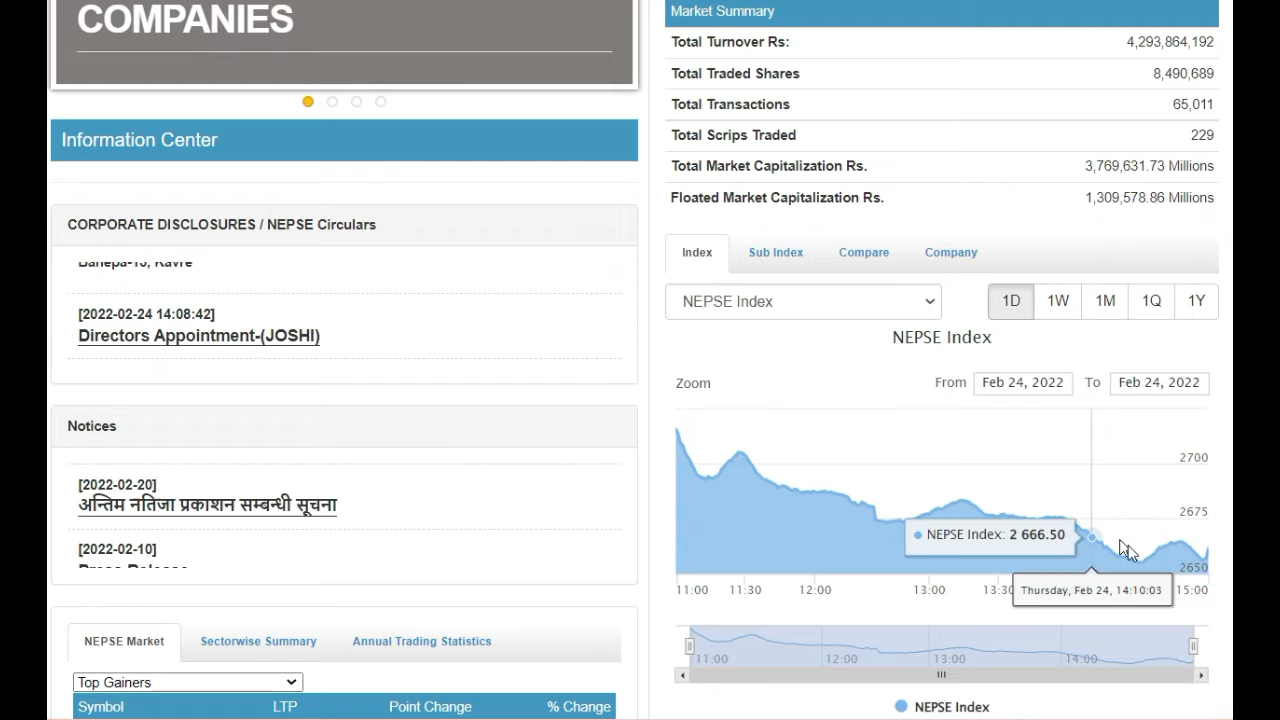 COMPANIES
Information Center
CORPORATE DISCLOSURES / NEPSE Circulars
Banepa-13, Kavre
[2022-02-24 14:08:42]
Directors Appointment-(JOSHI)
Notices
[2022-02-20]
अन्तिम नतिजा प्रकाशन सम्बन्धी सूचना
[2022-02-10]
Press Release
NEPSE Market Sectorwise Summary Annual Trading Statistics
Top Gainers
Symbol LTP Point Change % Change
Market Summary
Total Turnover Rs: 4,293,864,192
Total Traded Shares 8,490,689
Total Transactions 65,011
Total Scrips Traded 229
Total Market Capitalization Rs. 3,769,631.73 Millions
Floated Market Capitalization Rs. 1,309,578.86 Millions
Index Sub Index Compare Company
NEPSE Index 1D 1W 1M 1Q 1Y
NEPSE Index
Zoom From Feb 24, 2022 To Feb 24, 2022
2700
2675
NEPSE Index: 2 666.50
2650
11:00 11:30 12:00 13:00 13:30 15:00
Thursday, Feb 24, 14:10:03
11:00 12:00 13:00 14:00
NEPSE Index